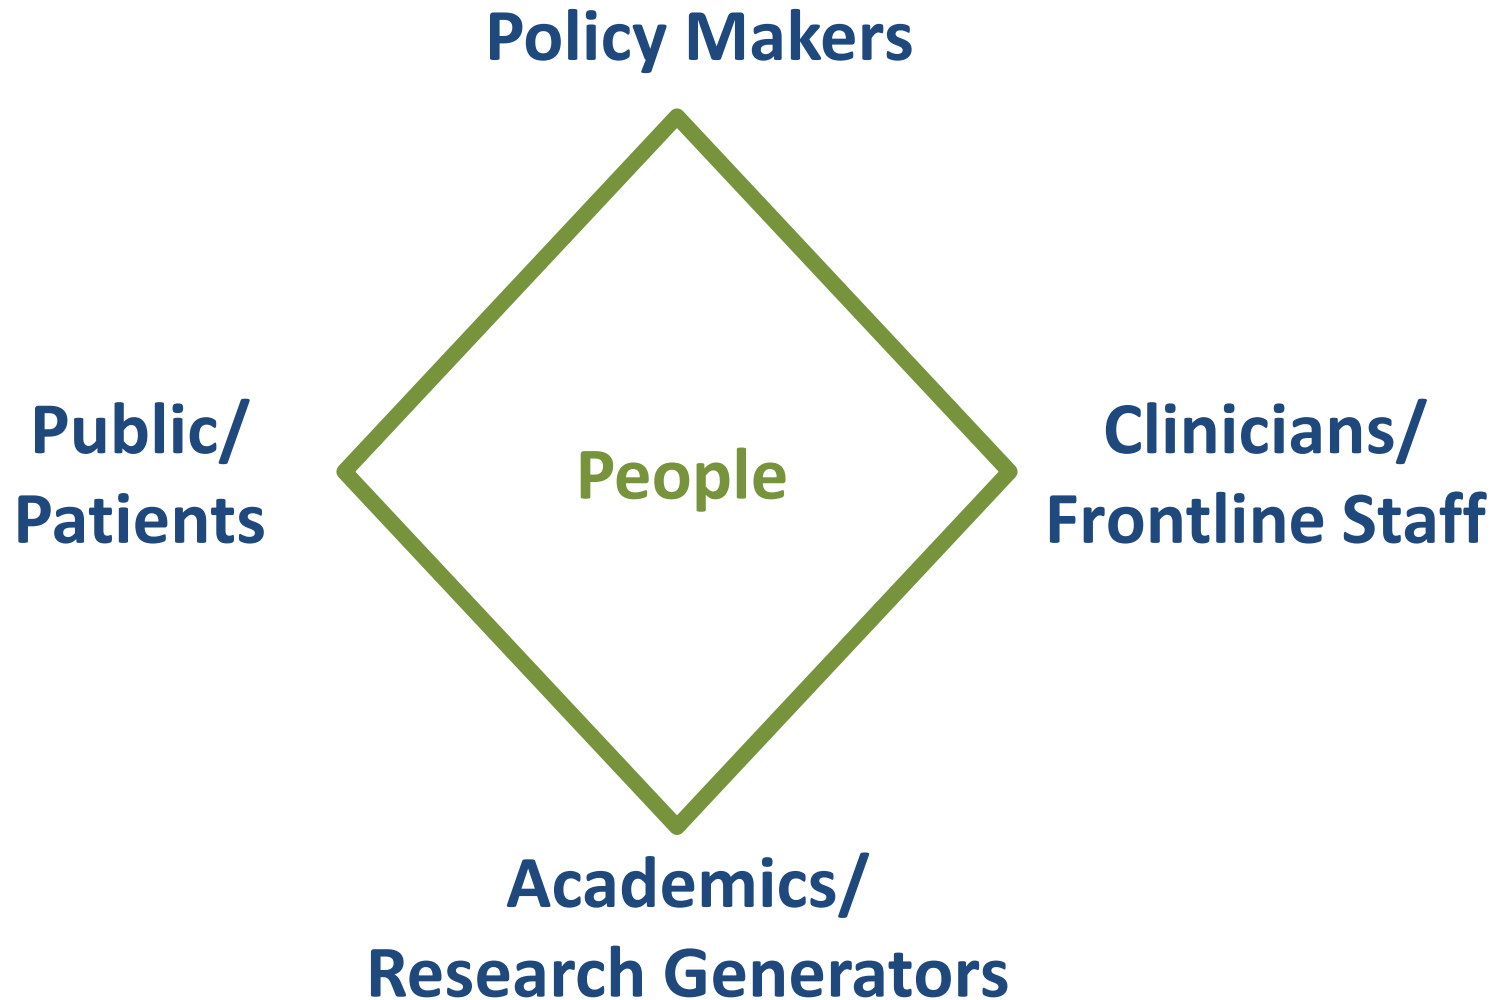 Policy Makers
Public/
Patients
People
Clinicians/
Frontline Staff
Academics/
Research Generators